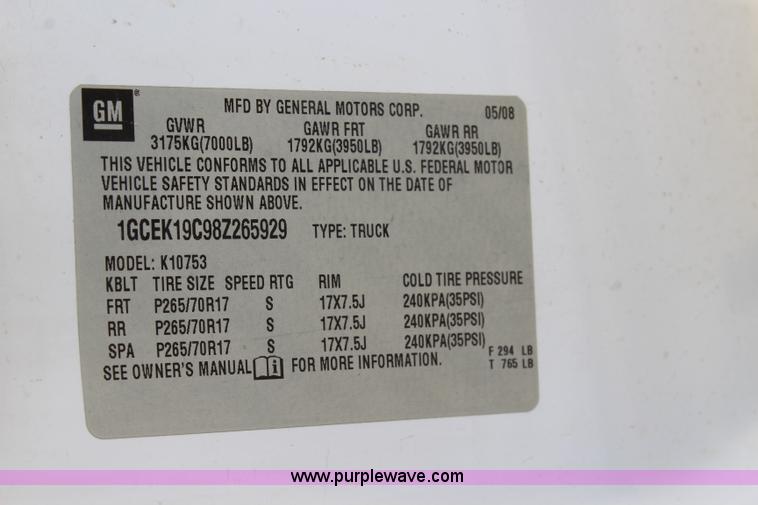 GM ® MFD BY GENERAL MOTORS CORP. 05/08
GVWR GAWR FRT GAWR RR
3175KG(7000LB) 1792KG(3950LB) 1792KG(3950LB)
THIS VEHICLE CONFORMS TO ALL APPLICABLE U.S. FEDERAL MOTOR
VEHICLE SAFETY STANDARDS IN EFFECT ON THE DATE OF
MANUFACTURE SHOWN ABOVE.
1GCEK19C98Z265929 TYPE: TRUCK
MODEL: K10753
KBLT TIRE SIZE SPEED RTG RIM COLD TIRE PRESSURE
FRT P265/70R17 S 17X7.5J 240KPA(35PSI)
RR P265/70R17 S 17X7.5J 240KPA(35PSI)
SPA P265/70R17 S 17X7.5J 240KPA(35PSI)
F 294 LB
SEE OWNER'S MANUAL i FOR MORE INFORMATION. T 765 LB
www.purplewave.com